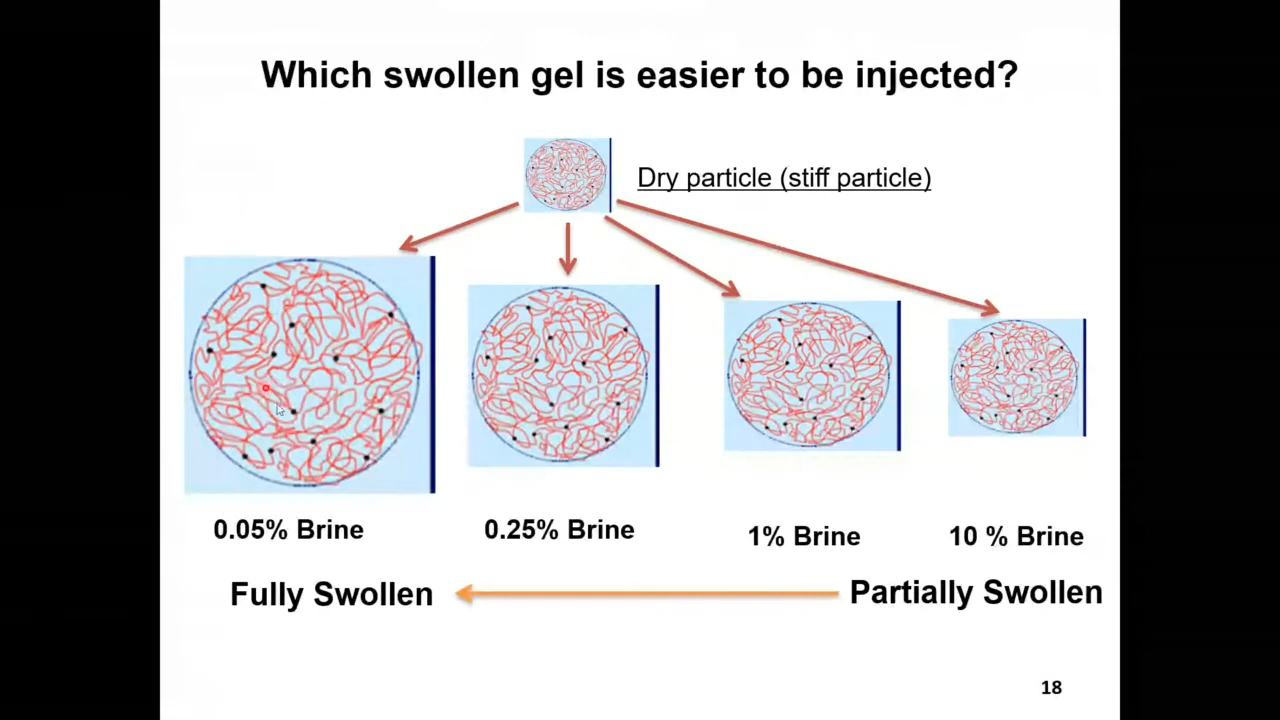 Which swollen gel is easier to be injected?
Dry particle (stiff particle)
0.05% Brine
0.25% Brine
1% Brine
10 % Brine
Fully Swollen
Partially Swollen
18